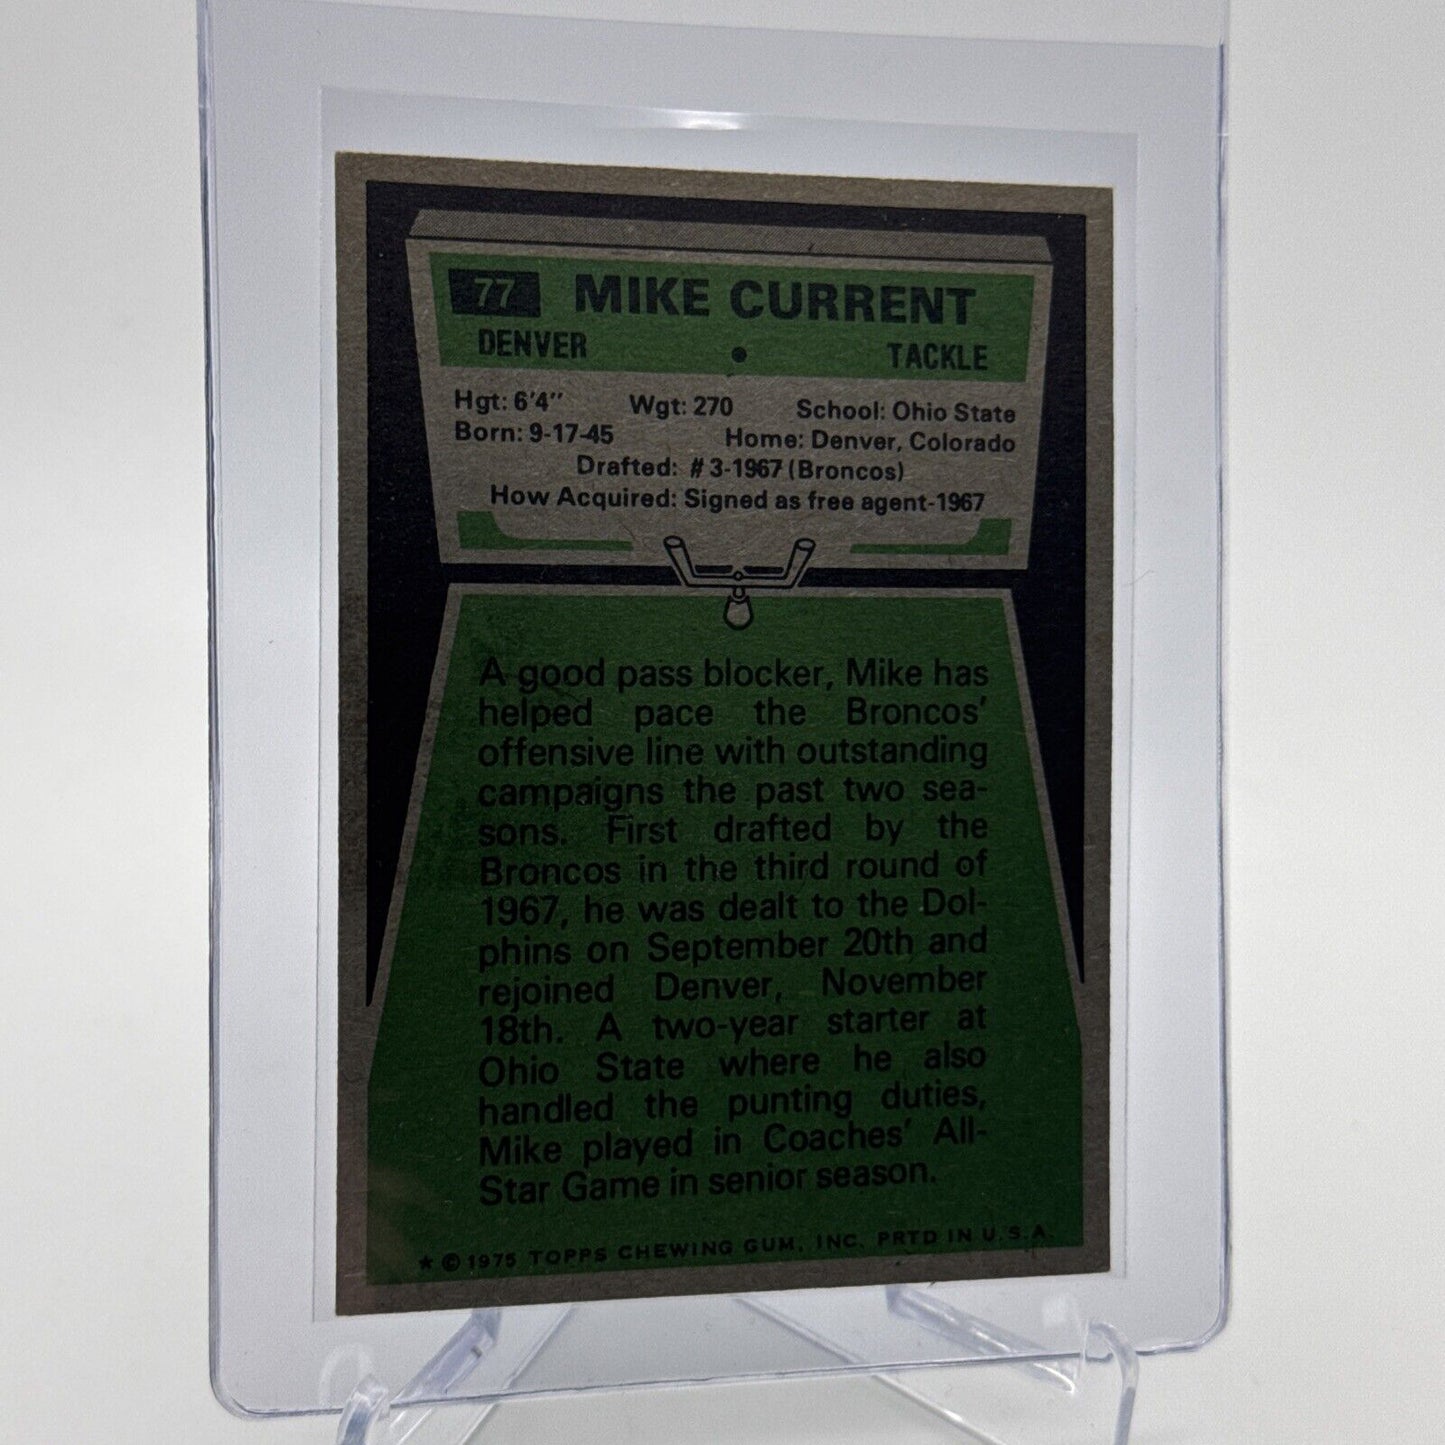 77 MIKE CURRENT
DENVER • TACKLE
Hgt: 6'4" Wgt: 270 School: Ohio State
Born: 9-17-45 Home: Denver, Colorado
Drafted: #3-1967 (Broncos)
How Acquired: Signed as free agent-1967
A good pass blocker, Mike has
helped pace the Broncos'
offensive line with outstanding
campaigns the past two sea-
sons. First drafted by the
Broncos in the third round of
1967, he was dealt to the Dol-
phins on September 20th and
rejoined Denver, November
18th. A two-year starter at
Ohio State where he also
handled the punting duties,
Mike played in Coaches' All-
Star Game in senior season.
★ © 1975 TOPPS CHEWING GUM, INC. PRTD IN U.S.A.